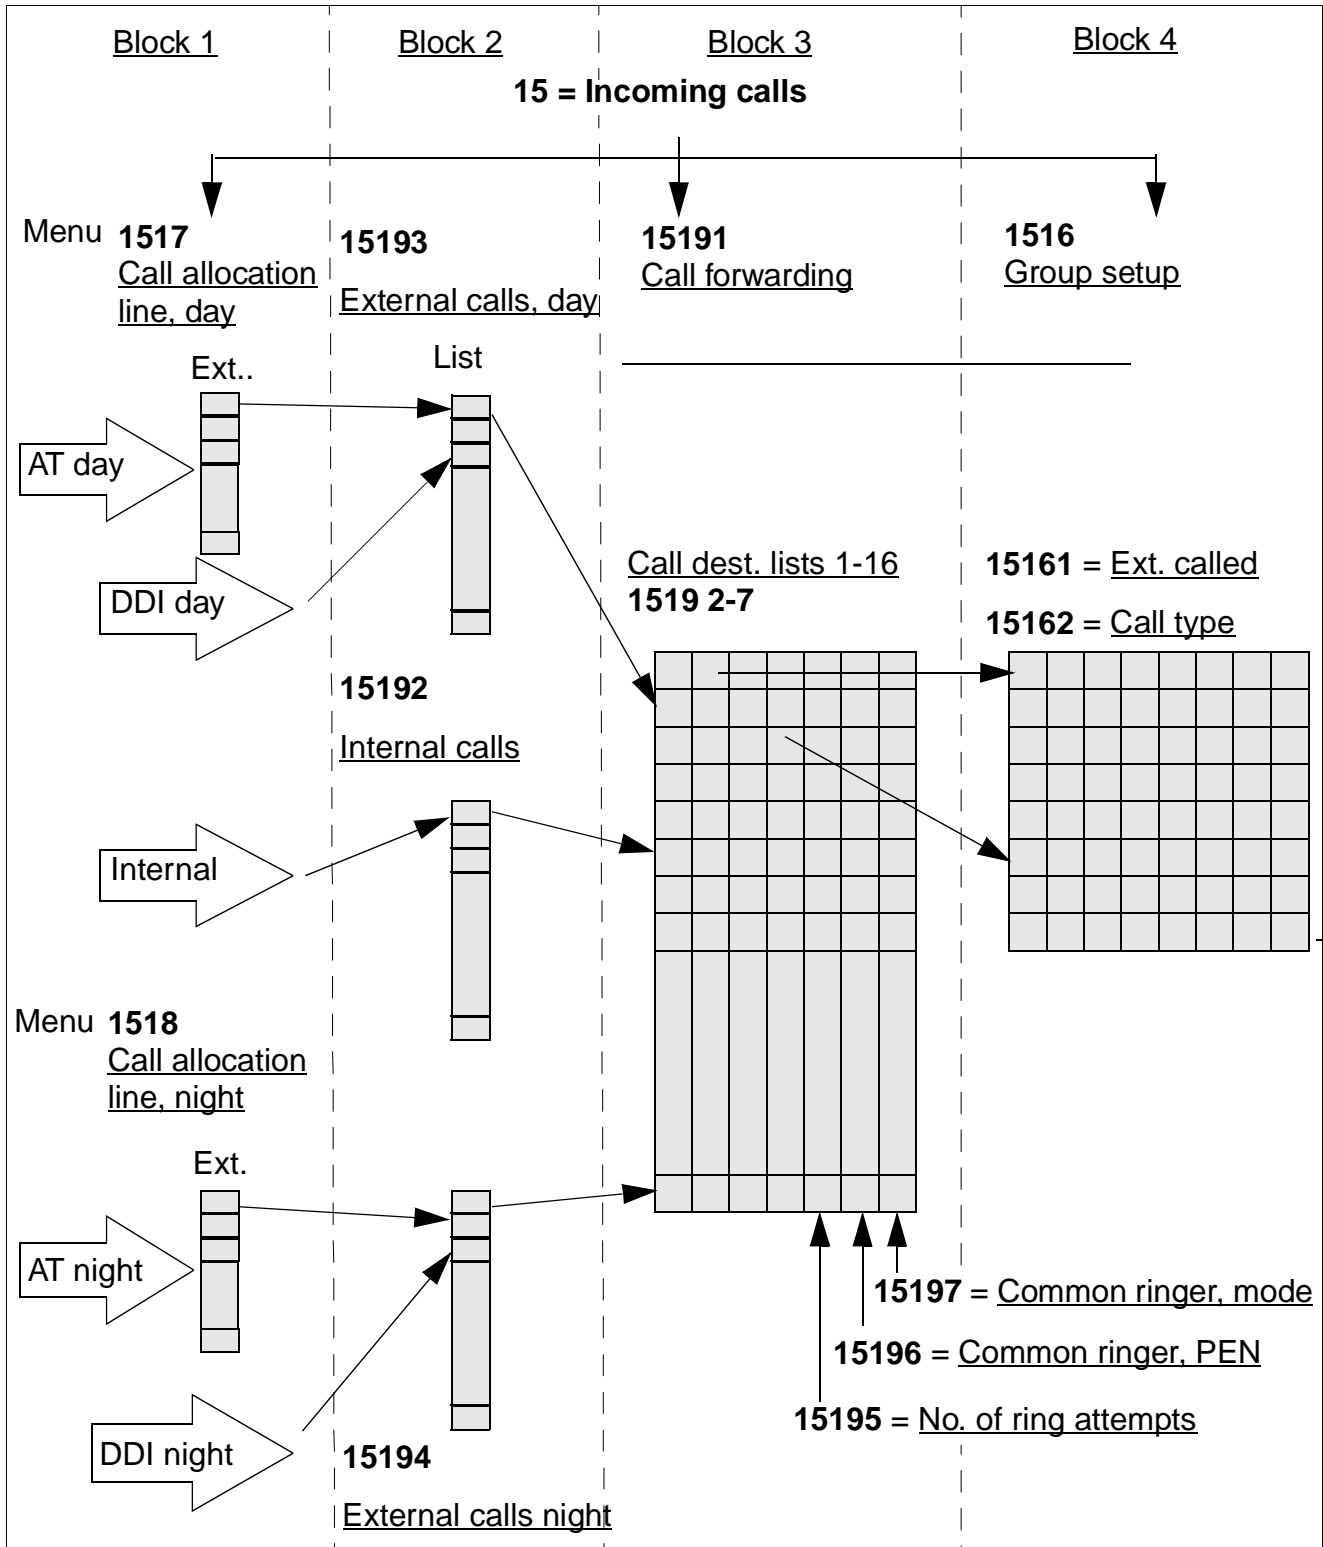 Block 1
Block 2
Block 3
Block 4
15 = Incoming calls
Menu 1517
Call allocation
line, day
15193
External calls, day
15191
Call forwarding
1516
Group setup
Ext..
List
AT day
DDI day
Call dest. lists 1-16
1519 2-7
15161 = Ext. called
15162 = Call type
15192
Internal calls
Internal
Menu 1518
Call allocation
line, night
Ext.
AT night
DDI night
15194
External calls night
15197 = Common ringer, mode
15196 = Common ringer, PEN
15195 = No. of ring attempts